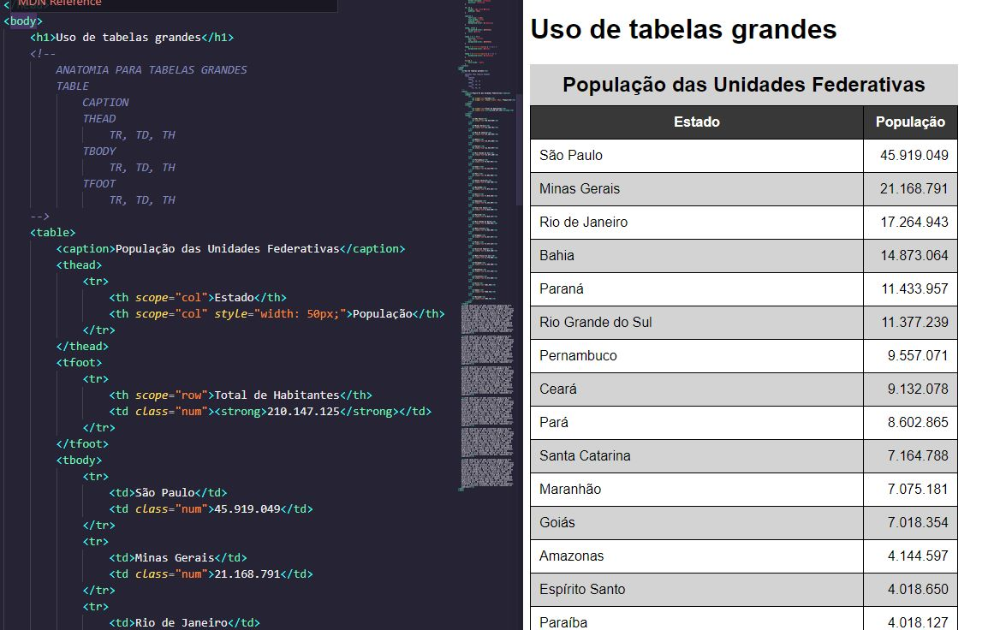 MDN Reference
<body>
<h1>Uso de tabelas grandes</h1>
<!--
ANATOMIA PARA TABELAS GRANDES
TABLE
CAPTION
THEAD
TR, TD, TH
TBODY
TR, TD, TH
TFOOT
TR, TD, TH
-->
<table>
<caption>População das Unidades Federativas</caption>
<thead>
<tr>
<th scope="col">Estado</th>
<th scope="col" style="width: 50px;">População</th>
</tr>
</thead>
<tfoot>
<tr>
<th scope="row">Total de Habitantes</th>
<td class="num"><strong>210.147.125</strong></td>
</tr>
</tfoot>
<tbody>
<tr>
<td>São Paulo</td>
<td class="num">45.919.049</td>
</tr>
<tr>
<td>Minas Gerais</td>
<td class="num">21.168.791</td>
</tr>
<tr>
<td>Rio de Janeiro</td>
Uso de tabelas grandes
População das Unidades Federativas
Estado População
São Paulo 45.919.049
Minas Gerais 21.168.791
Rio de Janeiro 17.264.943
Bahia 14.873.064
Paraná 11.433.957
Rio Grande do Sul 11.377.239
Pernambuco 9.557.071
Ceará 9.132.078
Pará 8.602.865
Santa Catarina 7.164.788
Maranhão 7.075.181
Goiás 7.018.354
Amazonas 4.144.597
Espírito Santo 4.018.650
Paraíba 4.018.127